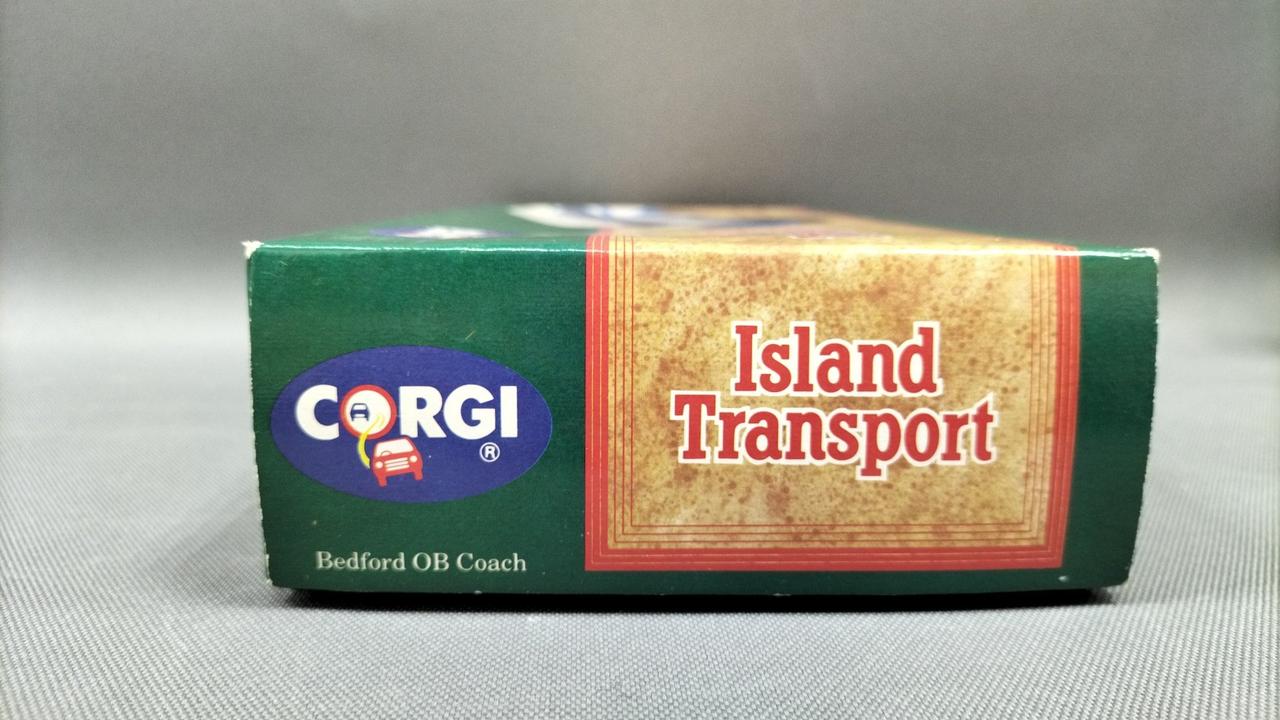 CORGI
®
Bedford OB Coach
Island
Transport